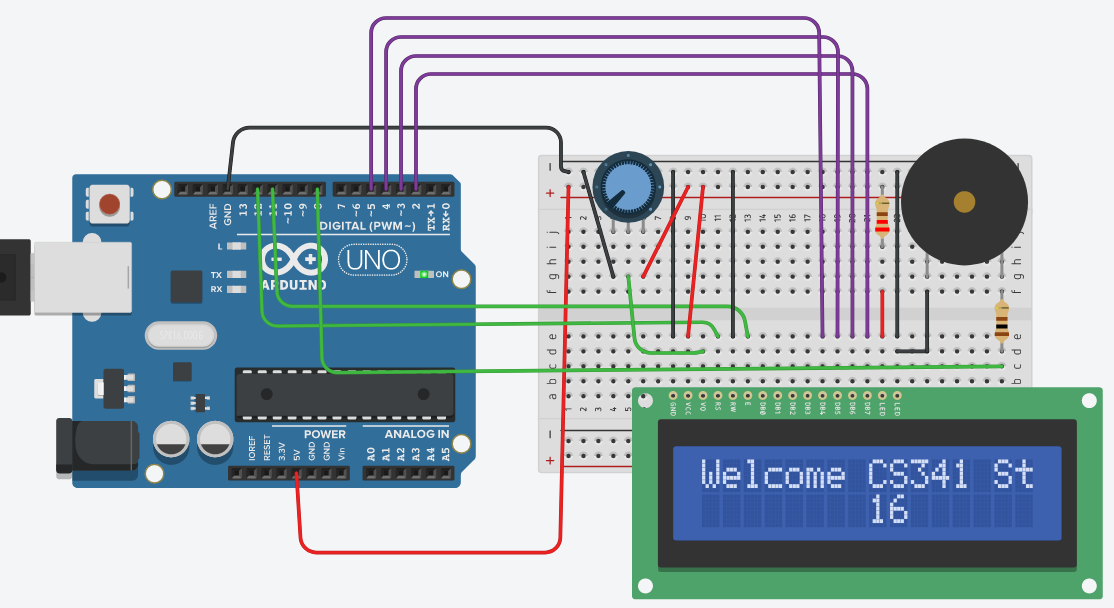 AREF
GND
13
12
11
~10
~9
8
7
~6
~5
4
~3
2
TX→1
RX←0
DIGITAL (PWM~)
L
TX
RX
ARDUINO
UNO
ON
POWER
ANALOG IN
IOREF
RESET
3.3V
5V
GND
GND
Vin
A0
A1
A2
A3
A4
A5
GND
VCC
VO
RS
RW
E
DB0
DB1
DB2
DB3
DB4
DB5
DB6
DB7
LED
LED
Welcome CS341 St
16